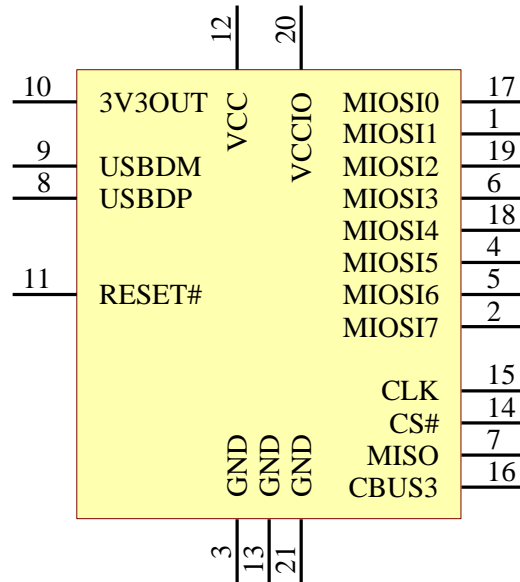 12 20
10 3V3OUT VCC VCCIO MIOSI0 17
MIOSI1 1
9 USBDM MIOSI2 19
8 USBDP MIOSI3 6
MIOSI4 18
MIOSI5 4
11 RESET# MIOSI6 5
MIOSI7 2
CLK 15
CS# 14
GND GND GND MISO 7
CBUS3 16
3 13 21